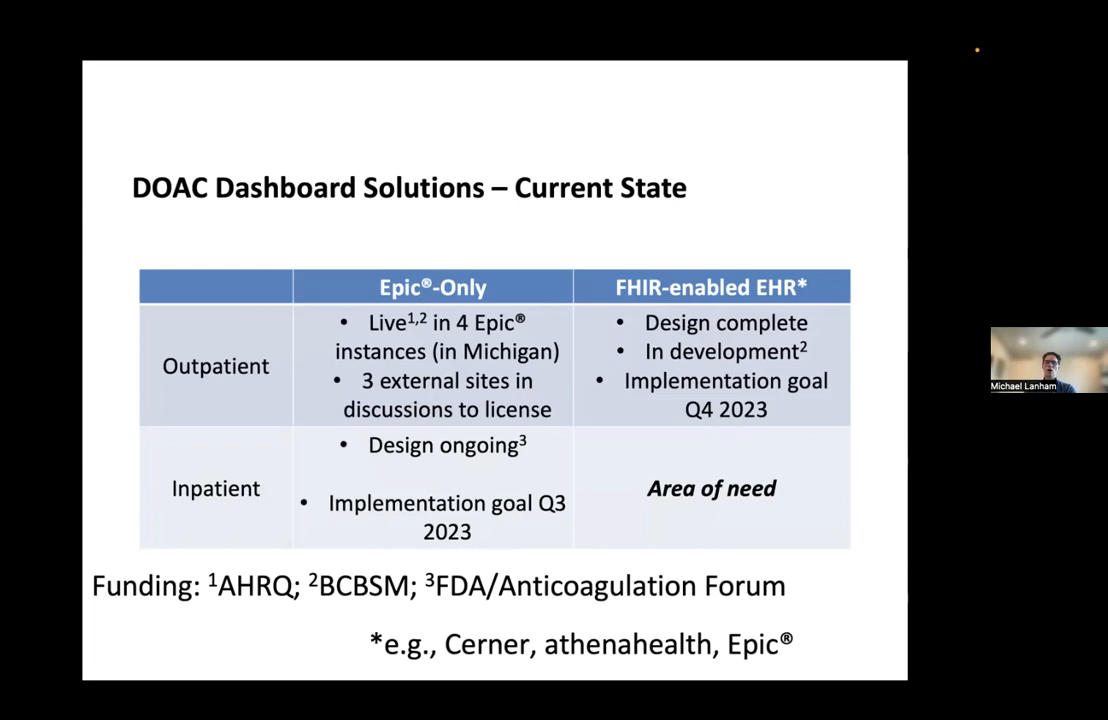 DOAC Dashboard Solutions – Current State
Epic®-Only
FHIR-enabled EHR*
Outpatient
• Live¹,² in 4 Epic®
instances (in Michigan)
• 3 external sites in
discussions to license
• Design complete
• In development²
• Implementation goal
Q4 2023
Inpatient
• Design ongoing³
• Implementation goal Q3
2023
Area of need
Funding: ¹AHRQ; ²BCBSM; ³FDA/Anticoagulation Forum
*e.g., Cerner, athenahealth, Epic®
Michael Lanham